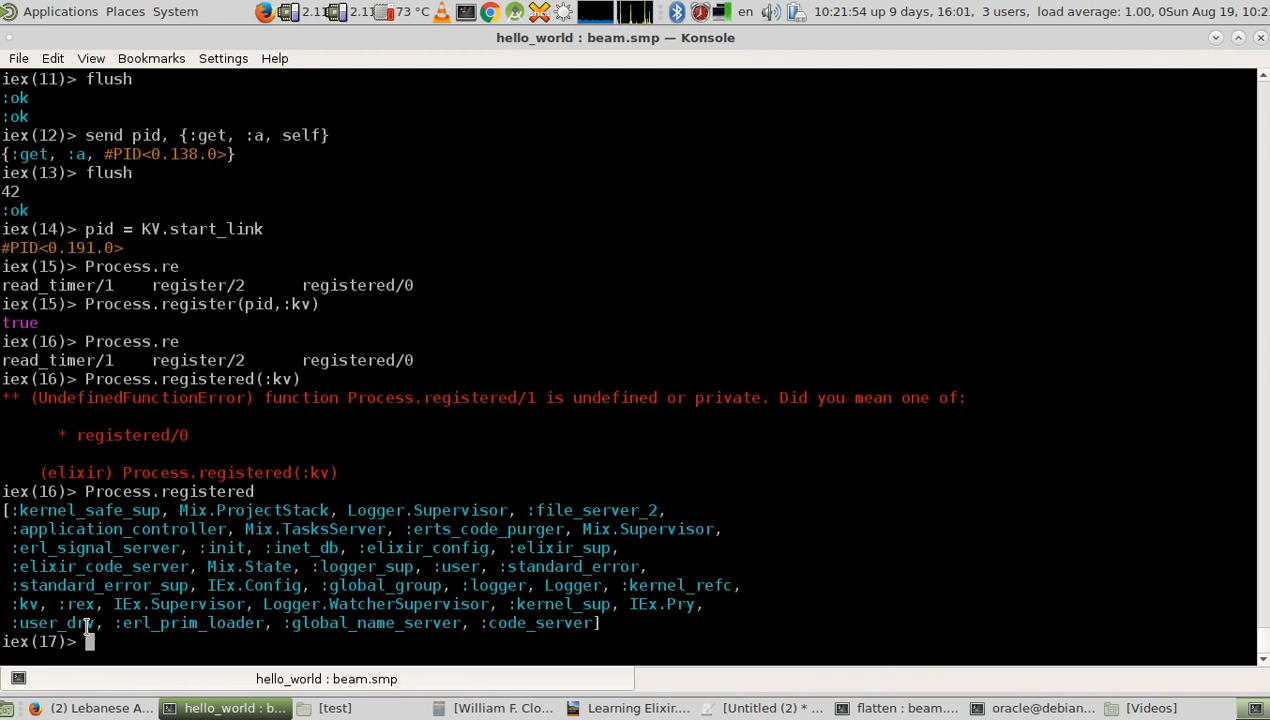 Applications Places System 2.11 2.11 73 °C en 10:21:54 up 9 days, 16:01, 3 users, load average: 1.00, 0 Sun Aug 19, 10:2
hello_world : beam.smp — Konsole
File Edit View Bookmarks Settings Help
iex(11)> flush
:ok
:ok
iex(12)> send pid, {:get, :a, self}
{:get, :a, #PID<0.138.0>}
iex(13)> flush
42
:ok
iex(14)> pid = KV.start_link
#PID<0.191.0>
iex(15)> Process.re
read_timer/1 register/2 registered/0
iex(15)> Process.register(pid,:kv)
true
iex(16)> Process.re
read_timer/1 register/2 registered/0
iex(16)> Process.registered(:kv)
** (UndefinedFunctionError) function Process.registered/1 is undefined or private. Did you mean one of:
* registered/0
(elixir) Process.registered(:kv)
iex(16)> Process.registered
[:kernel_safe_sup, Mix.ProjectStack, Logger.Supervisor, :file_server_2,
:application_controller, Mix.TasksServer, :erts_code_purger, Mix.Supervisor,
:erl_signal_server, :init, :inet_db, :elixir_config, :elixir_sup,
:elixir_code_server, Mix.State, :logger_sup, :user, :standard_error,
:standard_error_sup, IEx.Config, :global_group, :logger, Logger, :kernel_refc,
:kv, :rex, IEx.Supervisor, Logger.WatcherSupervisor, :kernel_sup, IEx.Pry,
:user_drv, :erl_prim_loader, :global_name_server, :code_server]
iex(17)>
hello_world : beam.smp
(2) Lebanese A... hello_world : b... [test] [William F. Clo... Learning Elixir.... [Untitled (2) * ... flatten : beam.... oracle@debian... [Videos]